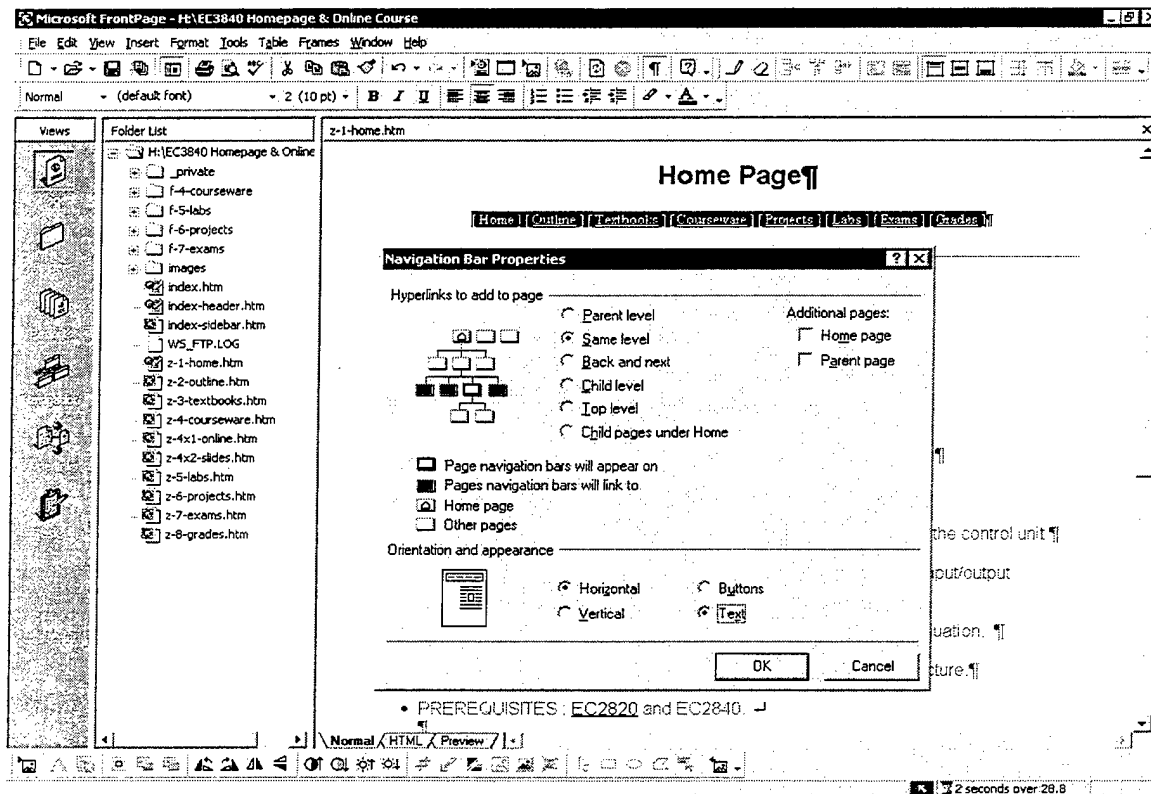 Microsoft FrontPage - H:\EC3840 Homepage & Online Course
File Edit View Insert Format Tools Table Frames Window Help
Normal (default font) 2 (10 pt) B I U A
Views
Folder List
z-1-home.htm
H:\EC3840 Homepage & Online
_private
f-4-courseware
f-5-labs
f-6-projects
f-7-exams
images
index.htm
index-header.htm
index-sidebar.htm
WS_FTP.LOG
z-1-home.htm
z-2-outline.htm
z-3-textbooks.htm
z-4-courseware.htm
z-4x1-online.htm
z-4x2-slides.htm
z-5-labs.htm
z-6-projects.htm
z-7-exams.htm
z-8-grades.htm
Home Page¶
[ Home ] [ Outline ] [ Textbooks ] [ Courseware ] [ Projects ] [ Labs ] [ Exams ] [ Grades ]¶
Navigation Bar Properties
Hyperlinks to add to page
Parent level
Same level
Back and next
Child level
Top level
Child pages under Home
Additional pages:
Home page
Parent page
Page navigation bars will appear on
Pages navigation bars will link to
Home page
Other pages
Orientation and appearance
Horizontal
Vertical
Buttons
Text
OK Cancel
¶
the control unit ¶
put/output
uation. ¶
cture.¶
• PREREQUISITES : EC2820 and EC2840. ↵
¶
Normal HTML Preview
2 seconds over 28.8